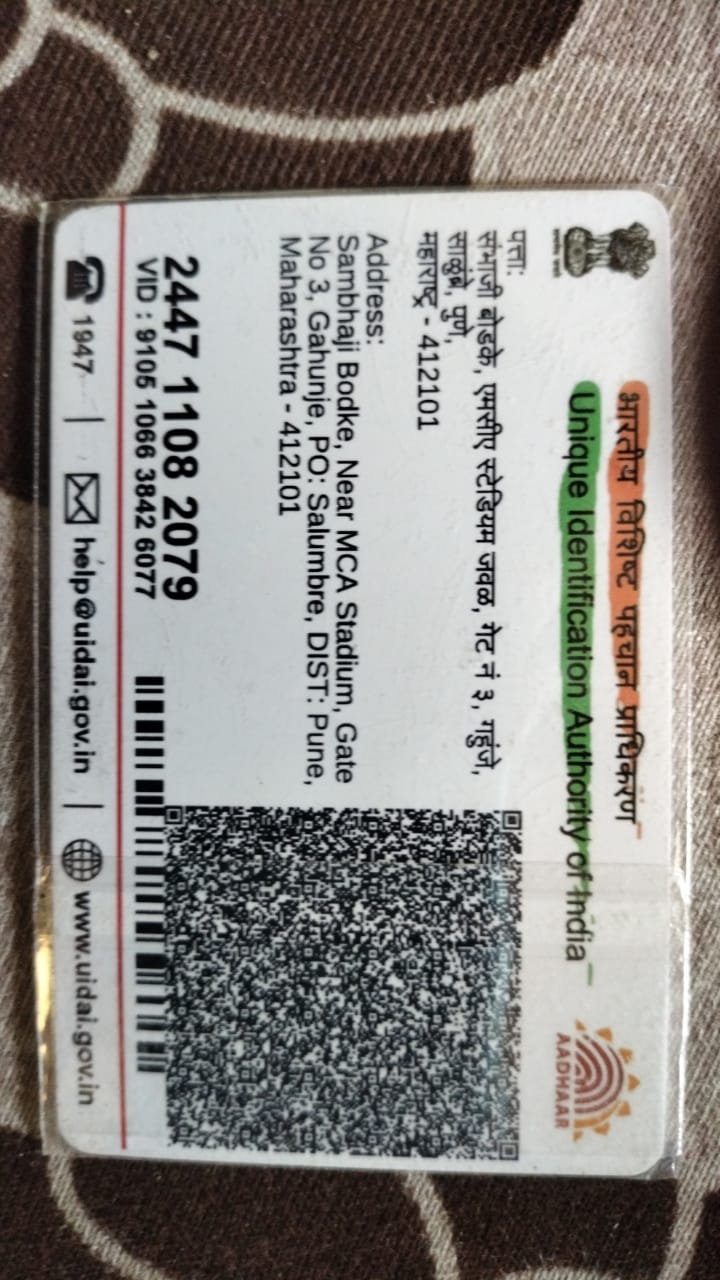 भारतीय विशिष्ट पहचान प्राधिकरण
Unique Identification Authority of India
AADHAAR
पत्ता:
संभाजी बोडके, एमसीए स्टेडियम जवळ, गेट नं ३, गहुंजे,
साळुंब्रे, पुणे,
महाराष्ट्र - 412101
Address:
Sambhaji Bodke, Near MCA Stadium, Gate
No 3, Gahunje, PO: Salumbre, DIST: Pune,
Maharashtra - 412101
2447 1108 2079
VID : 9105 1066 3842 6077
1947 | help@uidai.gov.in | www.uidai.gov.in